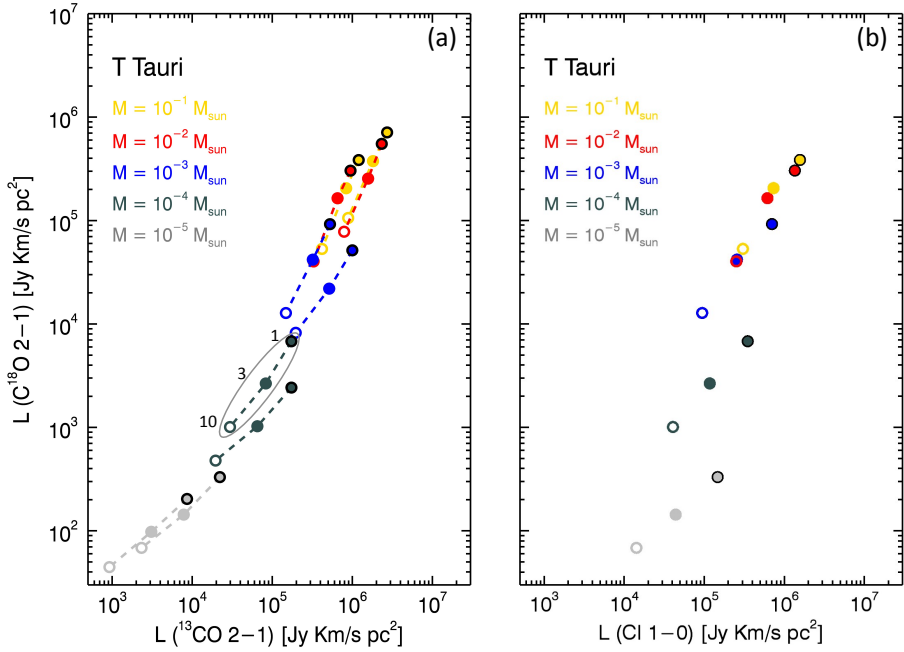 (a)
T Tauri
M = 10⁻¹ Msun
M = 10⁻² Msun
M = 10⁻³ Msun
M = 10⁻⁴ Msun
M = 10⁻⁵ Msun
1
3
10
10⁷
10⁶
10⁵
10⁴
10³
10²
L (C¹⁸O 2−1) [Jy Km/s pc²]
10³ 10⁴ 10⁵ 10⁶ 10⁷
L (¹³CO 2−1) [Jy Km/s pc²]
(b)
T Tauri
M = 10⁻¹ Msun
M = 10⁻² Msun
M = 10⁻³ Msun
M = 10⁻⁴ Msun
M = 10⁻⁵ Msun
10³ 10⁴ 10⁵ 10⁶ 10⁷
L (CI 1−0) [Jy Km/s pc²]